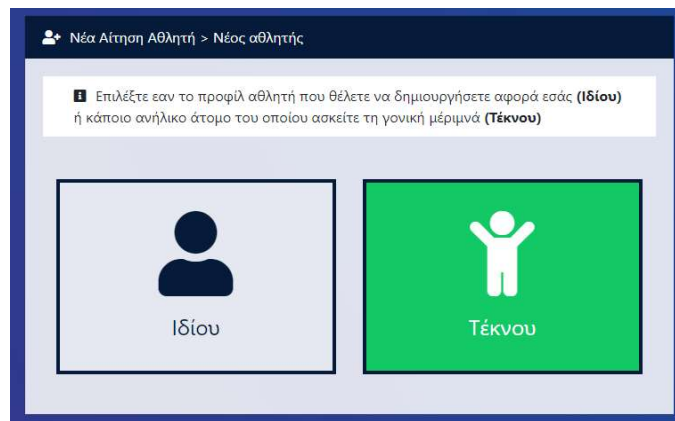 Νέα Αίτηση Αθλητή > Νέος αθλητής
Επιλέξτε εαν το προφίλ αθλητή που θέλετε να δημιουργήσετε αφορά εσάς (Ιδίου)
ή κάποιο ανήλικο άτομο του οποίου ασκείτε τη γονική μέριμνά (Τέκνου)
Ιδίου
Τέκνου